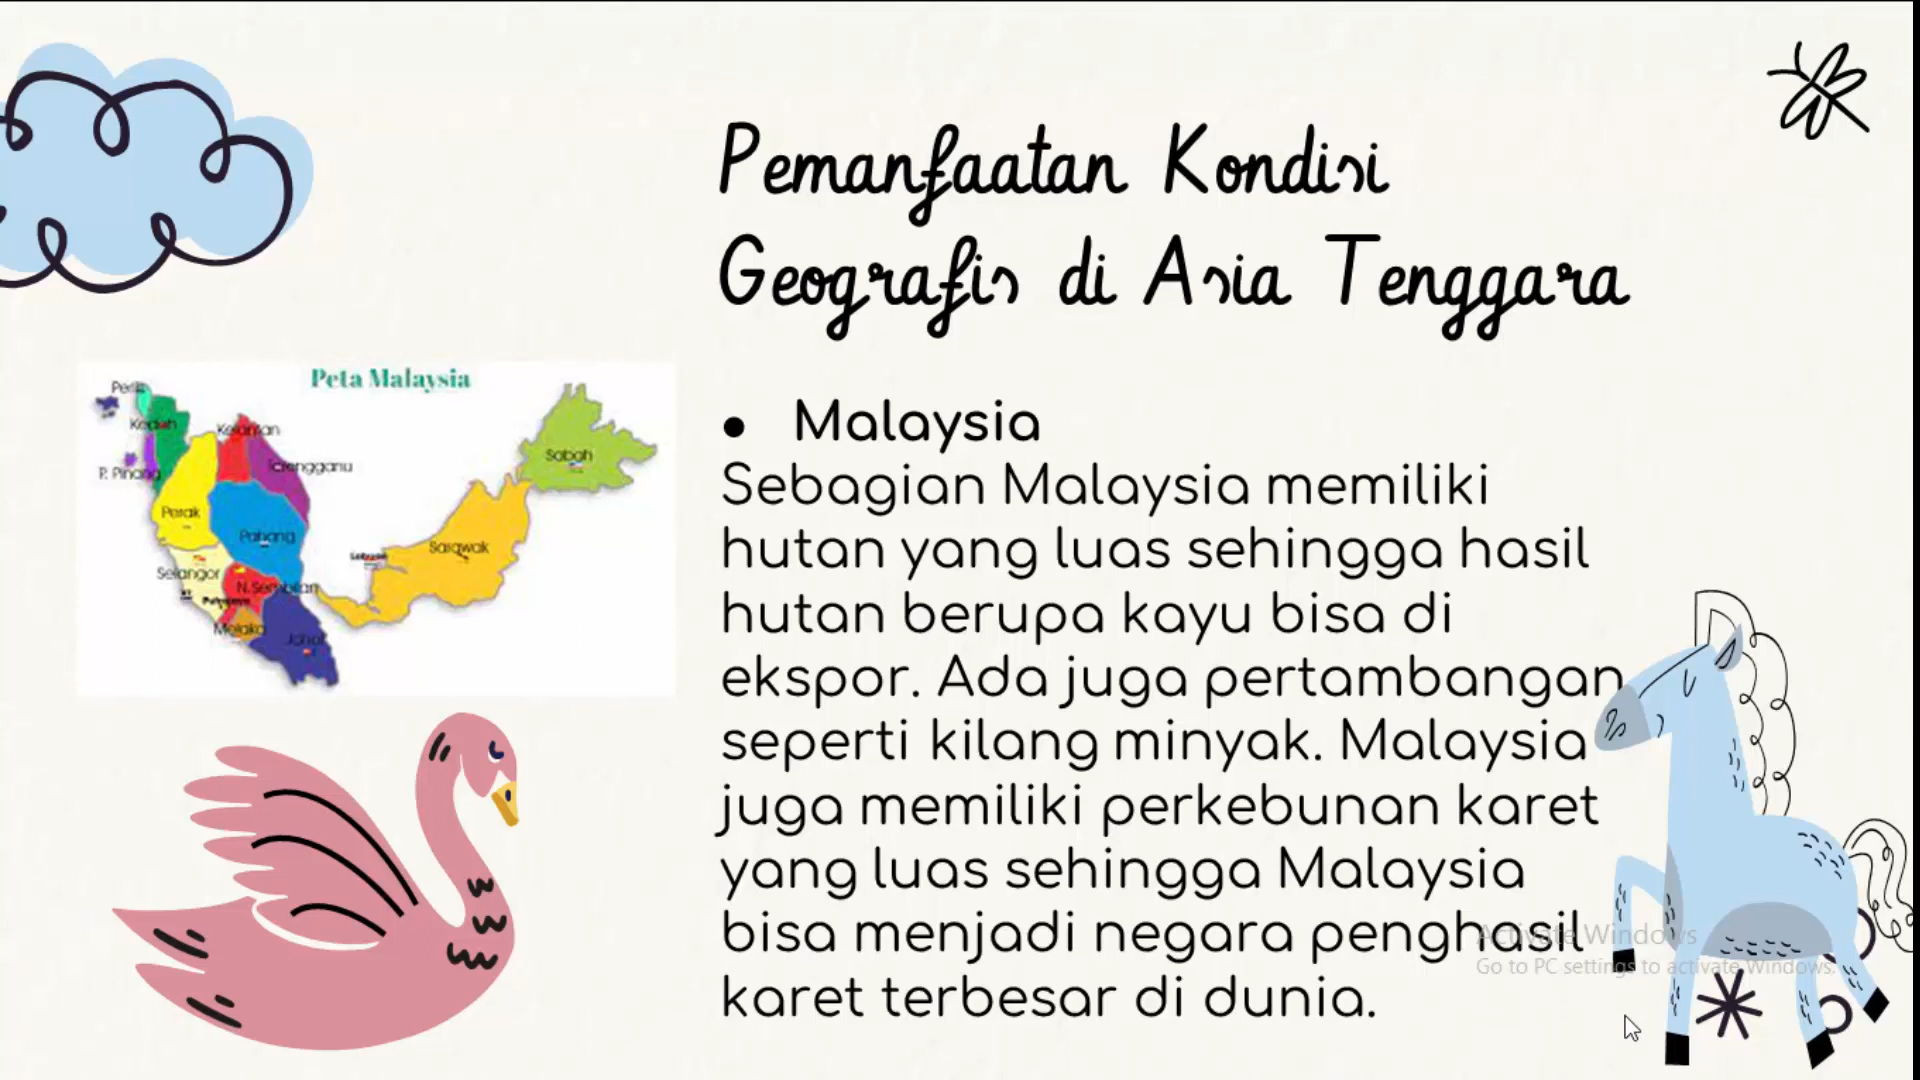 Pemanfaatan Kondisi
Geografis di Asia Tenggara
Peta Malaysia
Perlis
Kedah
Kelantan
P. Pinang
Terengganu
Sabah
Perak
Pahang
Sarawak
Labuan
Selangor
N.Sembilan
Putrajaya
Melaka
Johor
• Malaysia
Sebagian Malaysia memiliki
hutan yang luas sehingga hasil
hutan berupa kayu bisa di
ekspor. Ada juga pertambangan
seperti kilang minyak. Malaysia
juga memiliki perkebunan karet
yang luas sehingga Malaysia
bisa menjadi negara penghasil
karet terbesar di dunia.
Activate Windows
Go to PC settings to activate Windows.